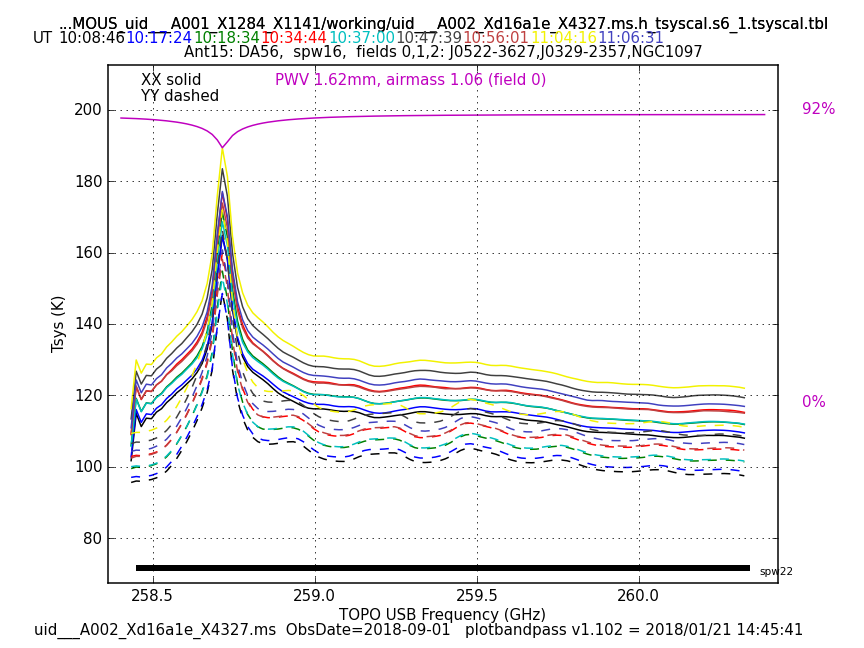 ...MOUS_uid___A001_X1284_X1141/working/uid___A002_Xd16a1e_X4327.ms.h_tsyscal.s6_1.tsyscal.tbl
UT 10:08:46 10:17:24 10:18:34 10:34:44 10:37:00 10:47:39 10:56:01 11:04:16 11:06:31
Ant15: DA56, spw16, fields 0,1,2: J0522-3627,J0329-2357,NGC1097
XX solid
PWV 1.62mm, airmass 1.06 (field 0)
YY dashed
200
92%
180
160
140
120
0%
100
80
Tsys (K)
spw22
258.5 259.0 259.5 260.0
TOPO USB Frequency (GHz)
uid___A002_Xd16a1e_X4327.ms ObsDate=2018-09-01 plotbandpass v1.102 = 2018/01/21 14:45:41